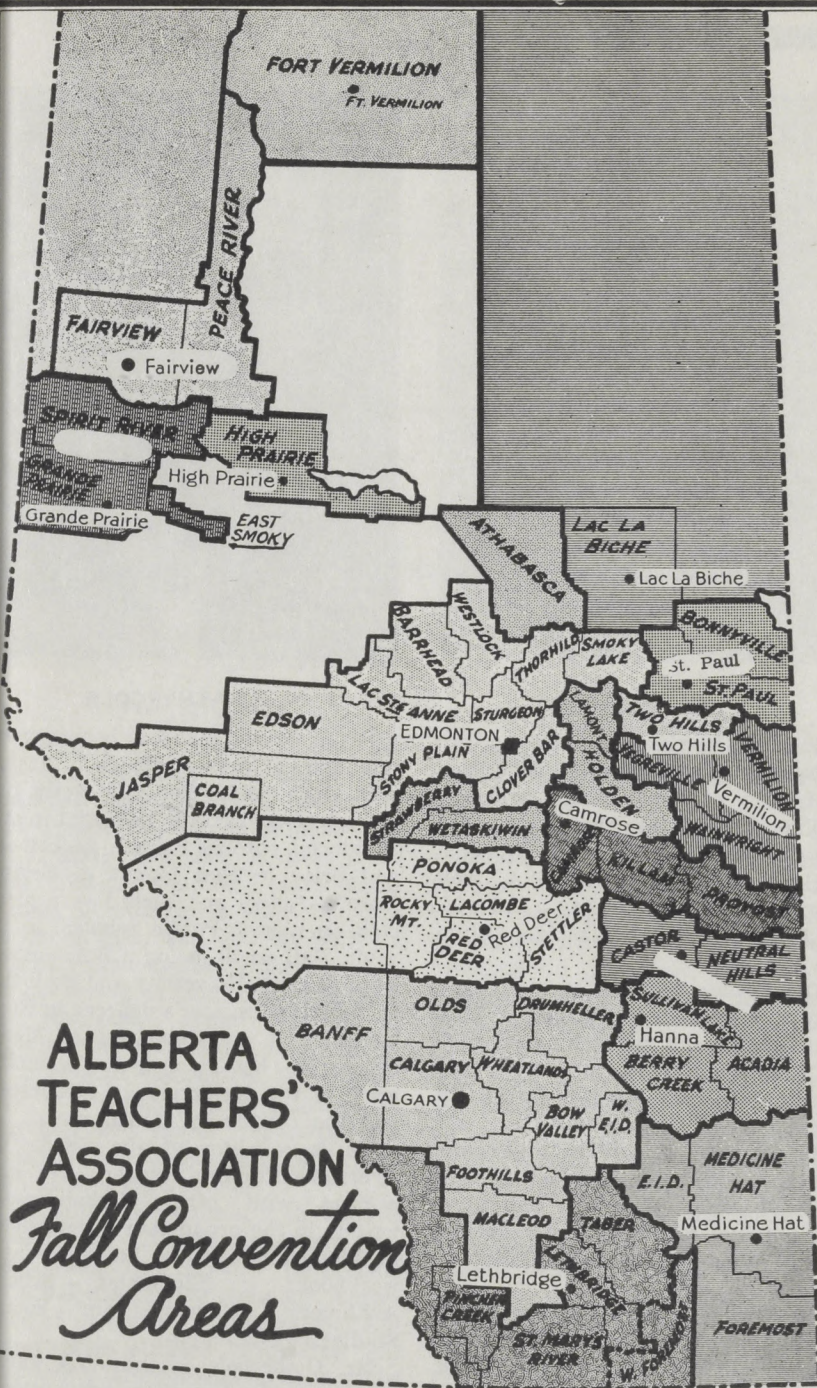 FORT VERMILION
FT. VERMILION
PEACE RIVER
FAIRVIEW
Fairview
SPIRIT RIVER
HIGH
PRAIRIE
High Prairie
GRANDE
PRAIRIE
Grande Prairie
EAST
SMOKY
ATHABASCA
LAC LA
BICHE
Lac La Biche
BONNYVILLE
St. Paul
ST. PAUL
BARRHEAD
WESTLOCK
THORHILD
SMOKY
LAKE
LAC STE ANNE
STURGEON
LAMONT
TWO HILLS
Two Hills
EDSON
EDMONTON
STONY PLAIN
CLOVER BAR
VEGREVILLE
VERMILION
Vermilion
HOLDEN
JASPER
COAL
BRANCH
STRAWBERRY
WETASKIWIN
Camrose
CAMROSE
WAINWRIGHT
KILLAM
PROVOST
PONOKA
ROCKY
MT.
LACOMBE
RED
DEER
Red Deer
STETTLER
CASTOR
NEUTRAL
HILLS
BANFF
OLDS
DRUMHELLER
SULLIVAN LAKE
Hanna
BERRY
CREEK
ACADIA
CALGARY
WHEATLANDS
CALGARY
BOW
VALLEY
W.
E.I.D.
E.I.D.
MEDICINE
HAT
Medicine Hat
FOOTHILLS
MACLEOD
TABER
LETHBRIDGE
Lethbridge
PINCHER
CREEK
ST. MARY'S
RIVER
W. FOREMOST
FOREMOST
ALBERTA
TEACHERS'
ASSOCIATION
Fall Convention
Areas